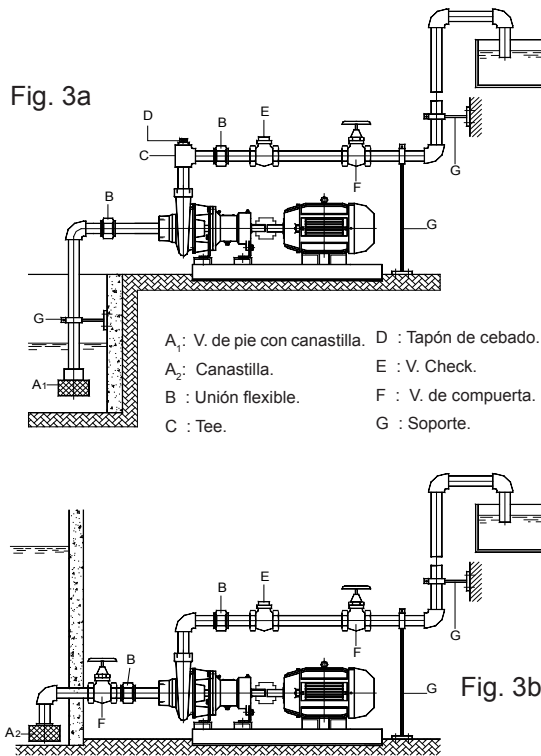 Fig. 3a
D
C
B
E
F
G
G
B
G
A1
A1: V. de pie con canastilla.
A2: Canastilla.
B : Unión flexible.
C : Tee.
D : Tapón de cebado.
E : V. Check.
F : V. de compuerta.
G : Soporte.
B
E
F
G
G
Fig. 3b
B
F
A2